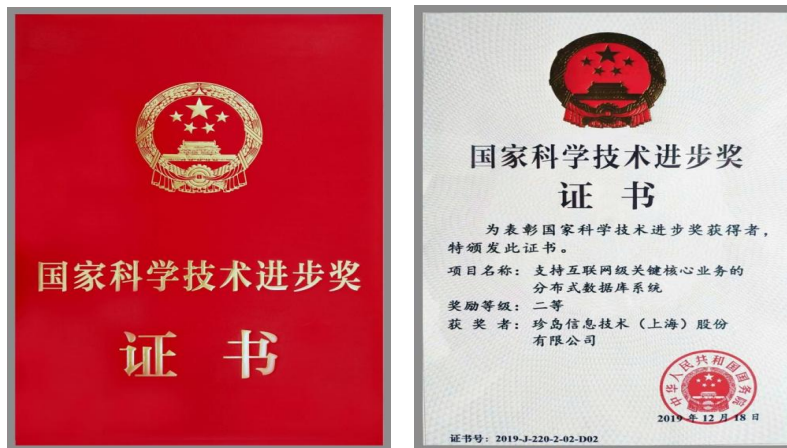 国家科学技术进步奖
证书
国家科学技术进步奖
证书
为表彰国家科学技术进步奖获得者，
特颁发此证书。
项目名称：支持互联网级关键核心业务的
分布式数据库系统
奖励等级：二等
获奖者：珍岛信息技术（上海）股份
有限公司
中华人民共和国国务院
2019年12月18日
证书号：2019-J-220-2-02-D02